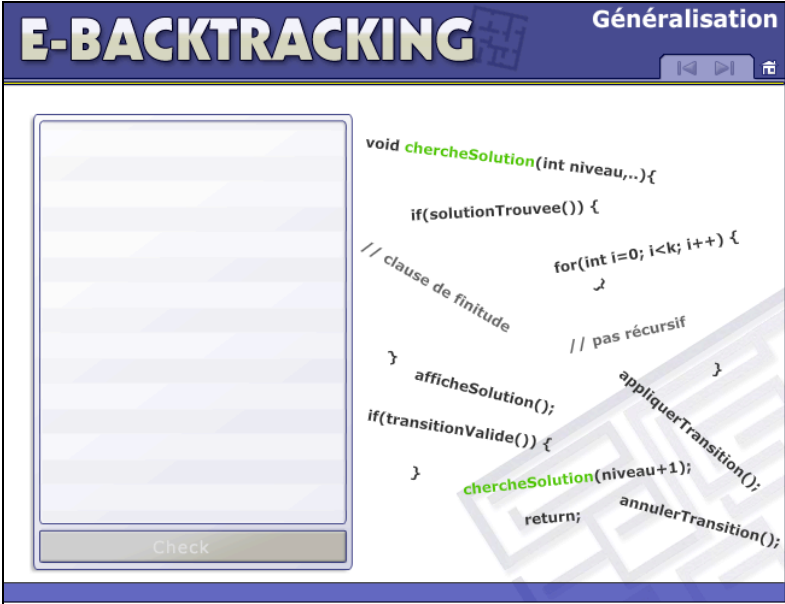 E-BACKTRACKING
Généralisation
void chercheSolution(int niveau,..){
if(solutionTrouvee()) {
// clause de finitude
for(int i=0; i<k; i++) {
}
// pas récursif
}
}
afficheSolution();
appliquerTransition();
if(transitionValide()) {
}
chercheSolution(niveau+1);
return;
annulerTransition();
Check